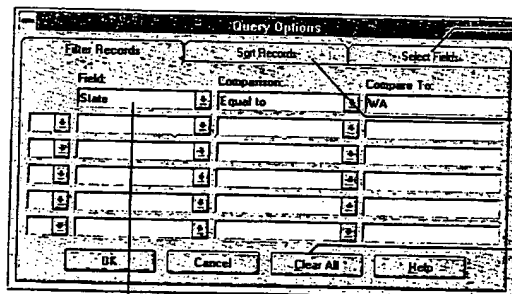 Query Options
Filter Records Sort Records Select Fields
Field: Comparison: Compare To:
State Equal to WA
OK Cancel Clear All Help